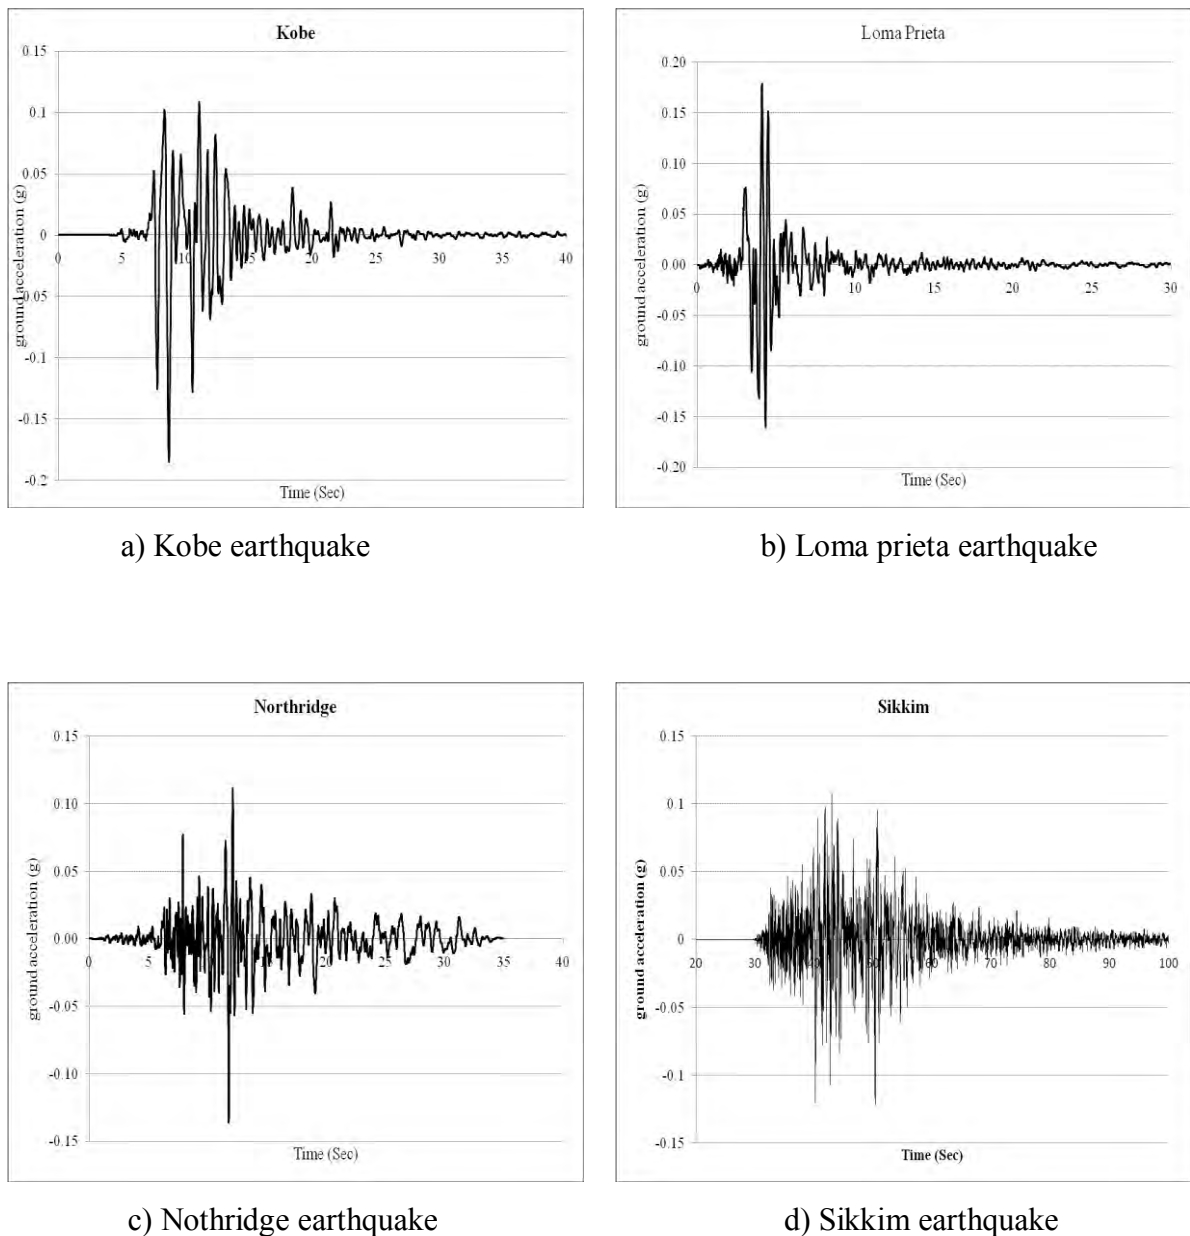 Kobe
0.15
0.1
0.05
0
-0.05
-0.1
-0.15
-0.2
0 5 10 15 20 25 30 35 40
ground acceleration (g)
Time (Sec)
a) Kobe earthquake
Loma Prieta
0.20
0.15
0.10
0.05
0.00
-0.05
-0.10
-0.15
-0.20
0 5 10 15 20 25 30
ground acceleration (g)
Time (Sec)
b) Loma prieta earthquake
Northridge
0.15
0.10
0.05
0.00
-0.05
-0.10
-0.15
0 5 10 15 20 25 30 35 40
ground acceleration (g)
Time (Sec)
c) Nothridge earthquake
Sikkim
0.15
0.1
0.05
0
-0.05
-0.1
-0.15
20 30 40 50 60 70 80 90 100
ground acceleration (g)
Time (Sec)
d) Sikkim earthquake